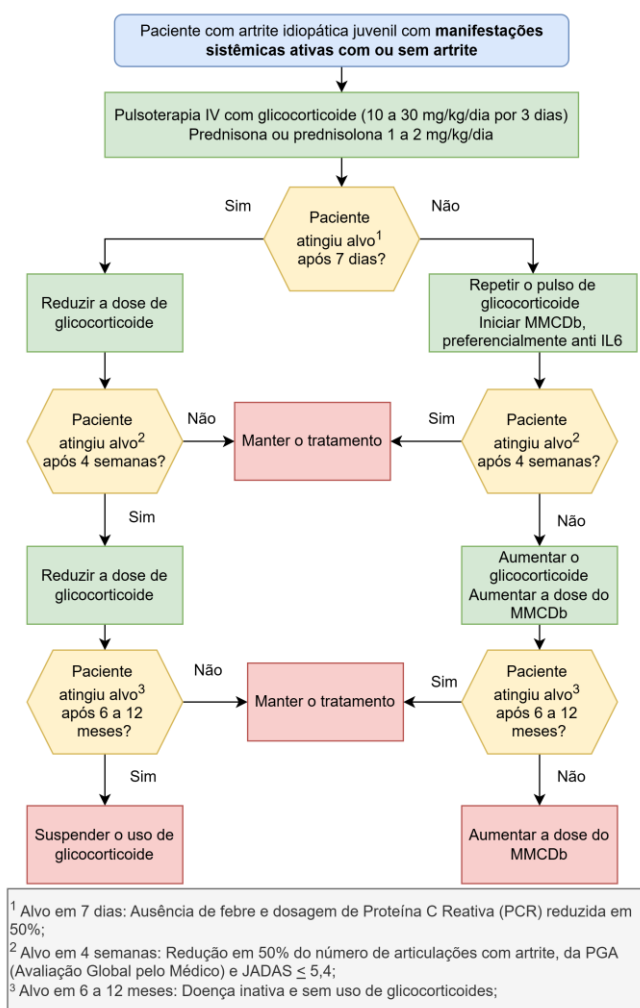 Paciente com artrite idiopática juvenil com manifestações
sistêmicas ativas com ou sem artrite
Pulsoterapia IV com glicocorticoide (10 a 30 mg/kg/dia por 3 dias)
Prednisona ou prednisolona 1 a 2 mg/kg/dia
Sim
Não
Paciente
atingiu alvo¹
após 7 dias?
Reduzir a dose de
glicocorticoide
Repetir o pulso de
glicocorticoide
Iniciar MMCDb,
preferencialmente anti IL6
Paciente
atingiu alvo²
após 4 semanas?
Não
Manter o tratamento
Sim
Paciente
atingiu alvo²
após 4 semanas?
Sim
Não
Reduzir a dose de
glicocorticoide
Aumentar o
glicocorticoide
Aumentar a dose do
MMCDb
Paciente
atingiu alvo³
após 6 a 12
meses?
Não
Manter o tratamento
Sim
Paciente
atingiu alvo³
após 6 a 12
meses?
Sim
Não
Suspender o uso de
glicocorticoide
Aumentar a dose do
MMCDb
¹ Alvo em 7 dias: Ausência de febre e dosagem de Proteína C Reativa (PCR) reduzida em
50%;
² Alvo em 4 semanas: Redução em 50% do número de articulações com artrite, da PGA
(Avaliação Global pelo Médico) e JADAS ≤ 5,4;
³ Alvo em 6 a 12 meses: Doença inativa e sem uso de glicocorticoides;